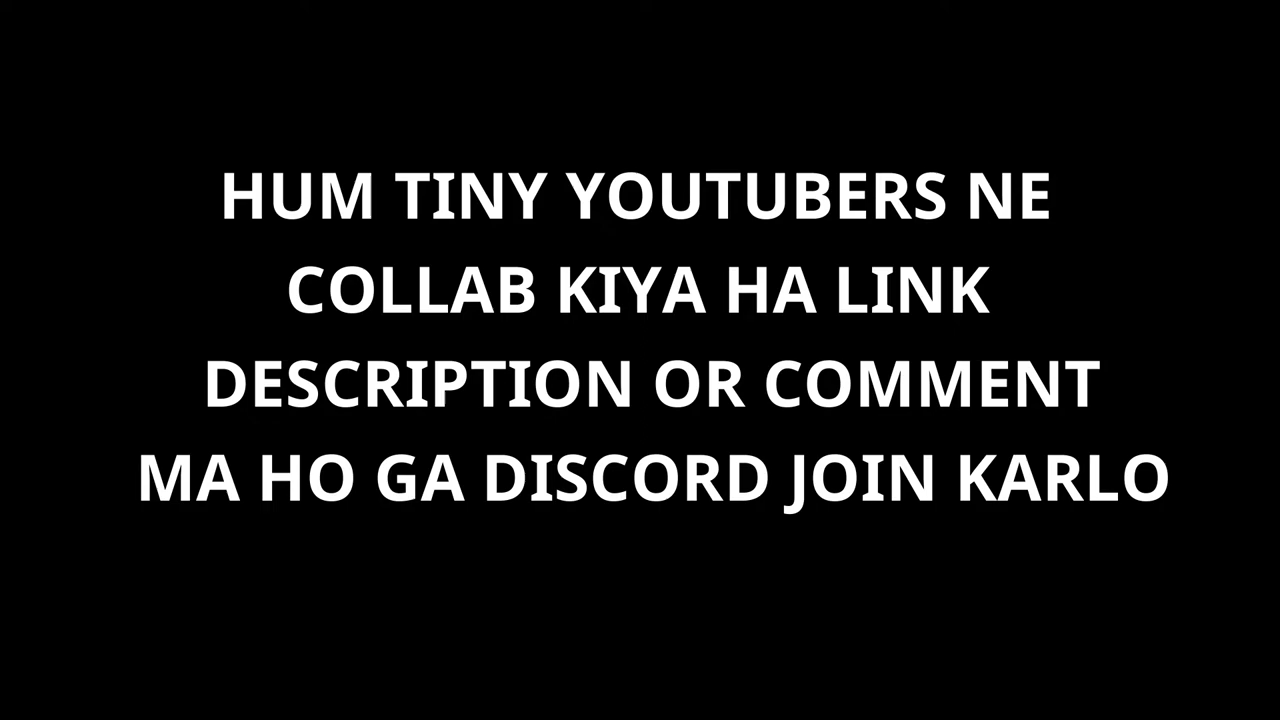 HUM TINY YOUTUBERS NE
COLLAB KIYA HA LINK
DESCRIPTION OR COMMENT
MA HO GA DISCORD JOIN KARLO